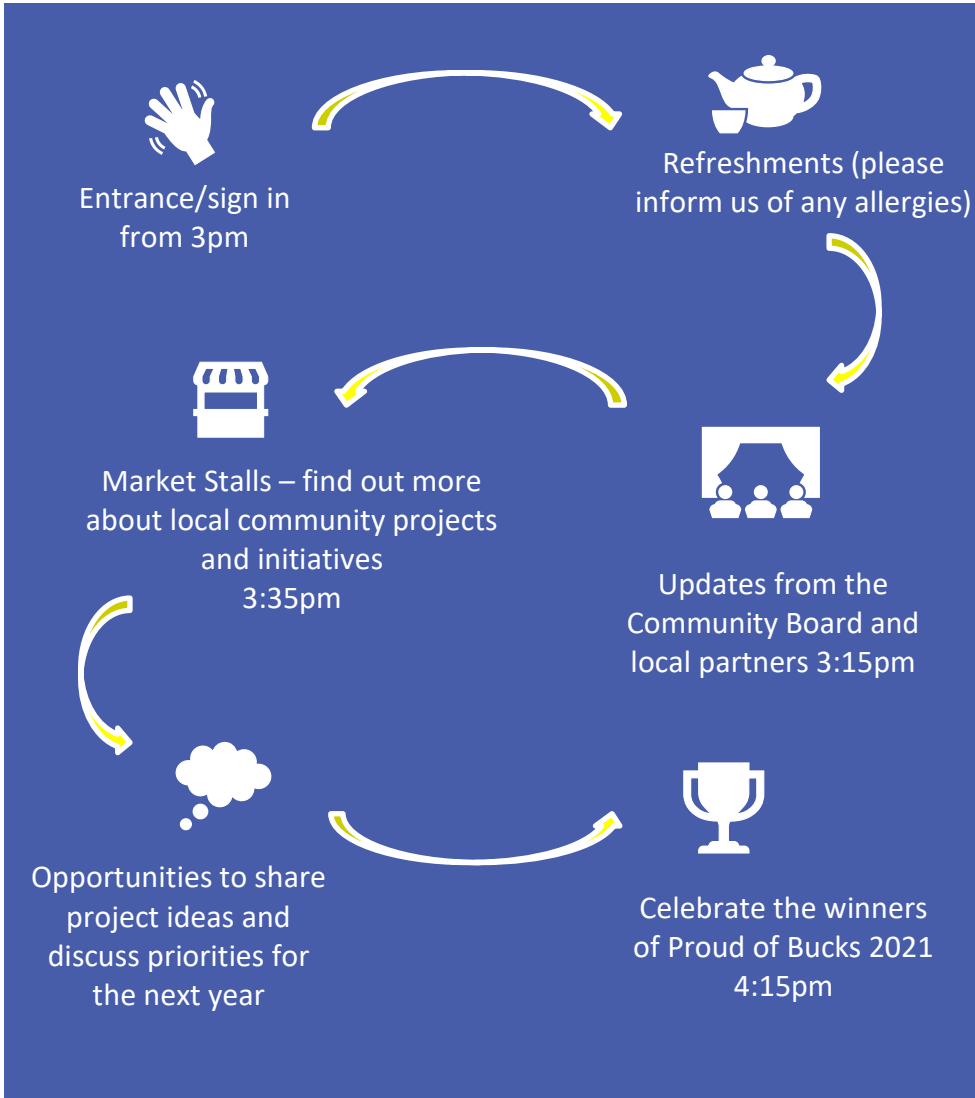 Entrance/sign in
from 3pm
Refreshments (please
inform us of any allergies)
Updates from the
Community Board and
local partners 3:15pm
Market Stalls – find out more
about local community projects
and initiatives
3:35pm
Opportunities to share
project ideas and
discuss priorities for
the next year
Celebrate the winners
of Proud of Bucks 2021
4:15pm